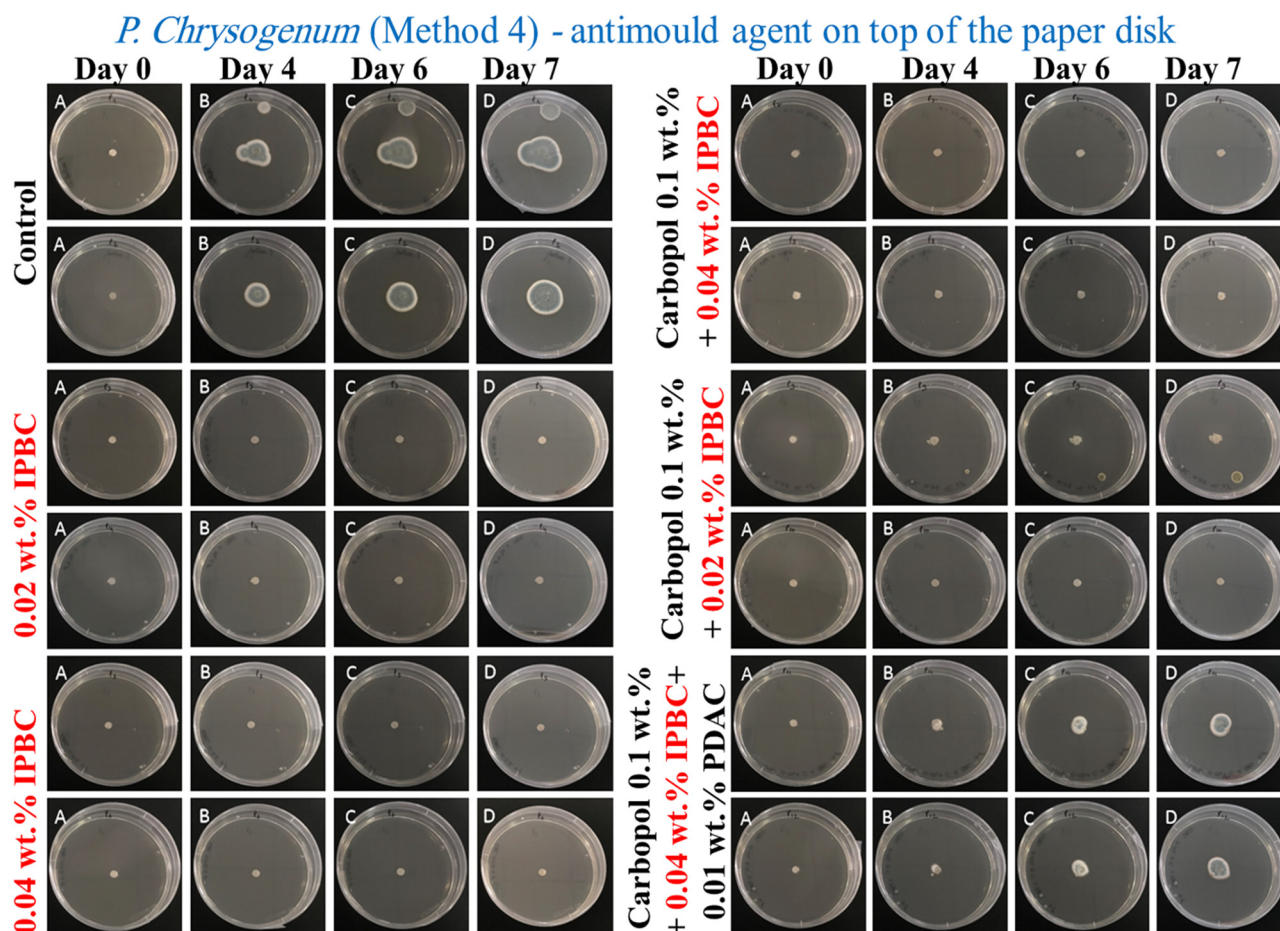 P. Chrysogenum (Method 4) - antimould agent on top of the paper disk
Day 0 Day 4 Day 6 Day 7
Control
A B C D
A B C D
0.02 wt.% IPBC
A B C D
A B C D
0.04 wt.% IPBC
A B C D
A B C D
Day 0 Day 4 Day 6 Day 7
Carbopol 0.1 wt.%
+ 0.04 wt.% IPBC
A B C D
A B C D
Carbopol 0.1 wt.%
+ 0.02 wt.% IPBC
A B C D
A B C D
Carbopol 0.1 wt.%
+ 0.04 wt.% IPBC+
0.01 wt.% PDAC
A B C D
A B C D